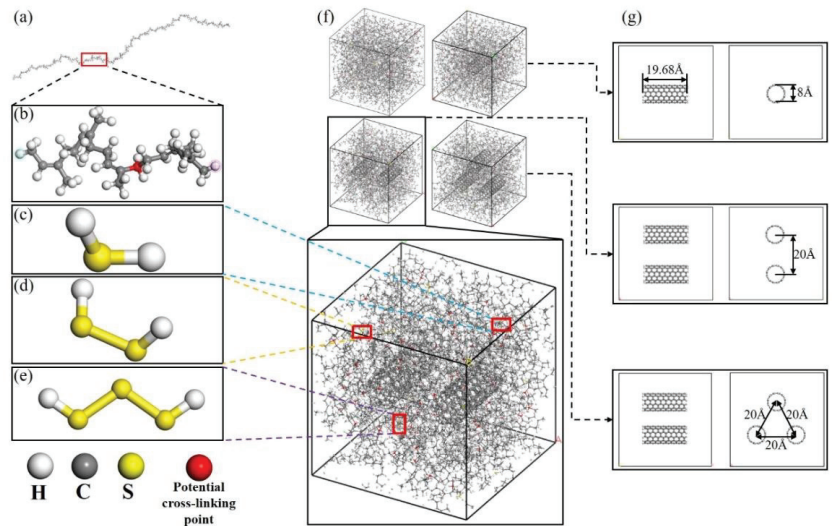 (a)
(f)
(g)
19.68Å
8Å
(b)
(c)
(d)
20Å
(e)
20Å
20Å
20Å
H
C
S
Potential
cross-linking
point